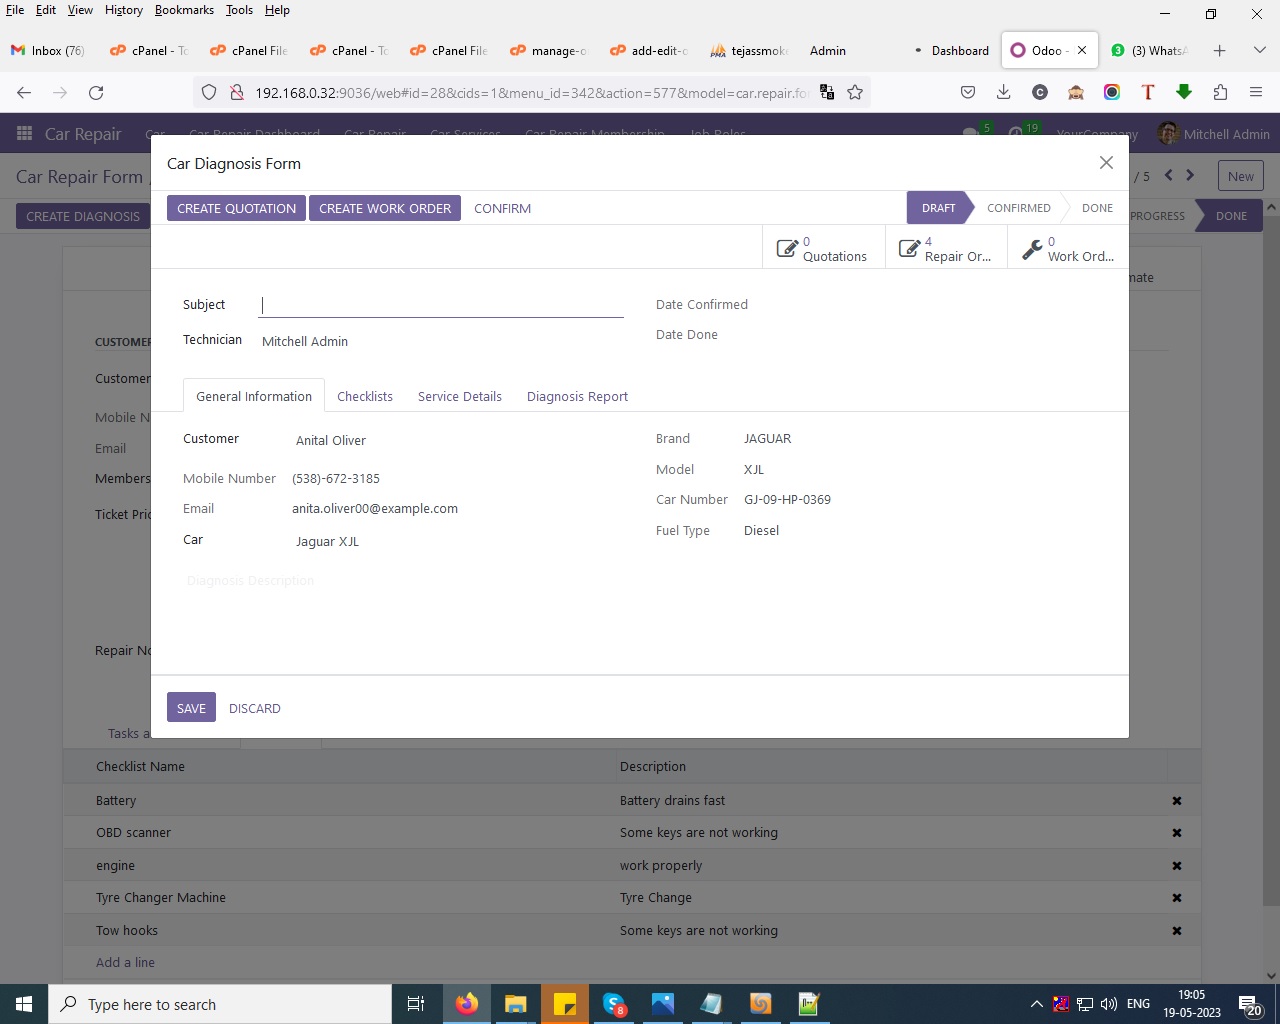 File Edit View History Bookmarks Tools Help
Inbox (76) cPanel - To cPanel File cPanel - To cPanel File manage-o add-edit-o tejassmoke Admin Dashboard Odoo - (3) WhatsA
192.168.0.32:9036/web#id=28&cids=1&menu_id=342&action=577&model=car.repair.for
Car Repair Car Car Repair Dashboard Car Repair Car Services Car Repair Membership Job Roles 5 19 YourCompany Mitchell Admin
Car Diagnosis Form
Car Repair Form / / 5 New
CREATE DIAGNOSIS PROGRESS DONE
CREATE QUOTATION CREATE WORK ORDER CONFIRM DRAFT CONFIRMED DONE
0 Quotations
4 Repair Or...
0 Work Ord...
mate
Subject Date Confirmed
Technician Mitchell Admin Date Done
General Information Checklists Service Details Diagnosis Report
Customer Anital Oliver Brand JAGUAR
Mobile Number (538)-672-3185 Model XJL
Email anita.oliver00@example.com Car Number GJ-09-HP-0369
Car Jaguar XJL Fuel Type Diesel
Diagnosis Description
SAVE DISCARD
CUSTOMER
Customer
Mobile N
Email
Members
Ticket Pric
Repair No
Tasks a
Checklist Name Description
Battery Battery drains fast
OBD scanner Some keys are not working
engine work properly
Tyre Changer Machine Tyre Change
Tow hooks Some keys are not working
Add a line
Type here to search 8 ENG 19:05
19-05-2023 20